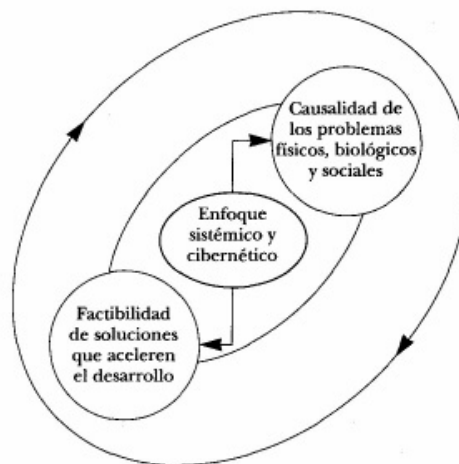 Causalidad de
los problemas
físicos, biológicos
y sociales
Enfoque
sistémico y
cibernético
Factibilidad
de soluciones
que aceleren
el desarrollo